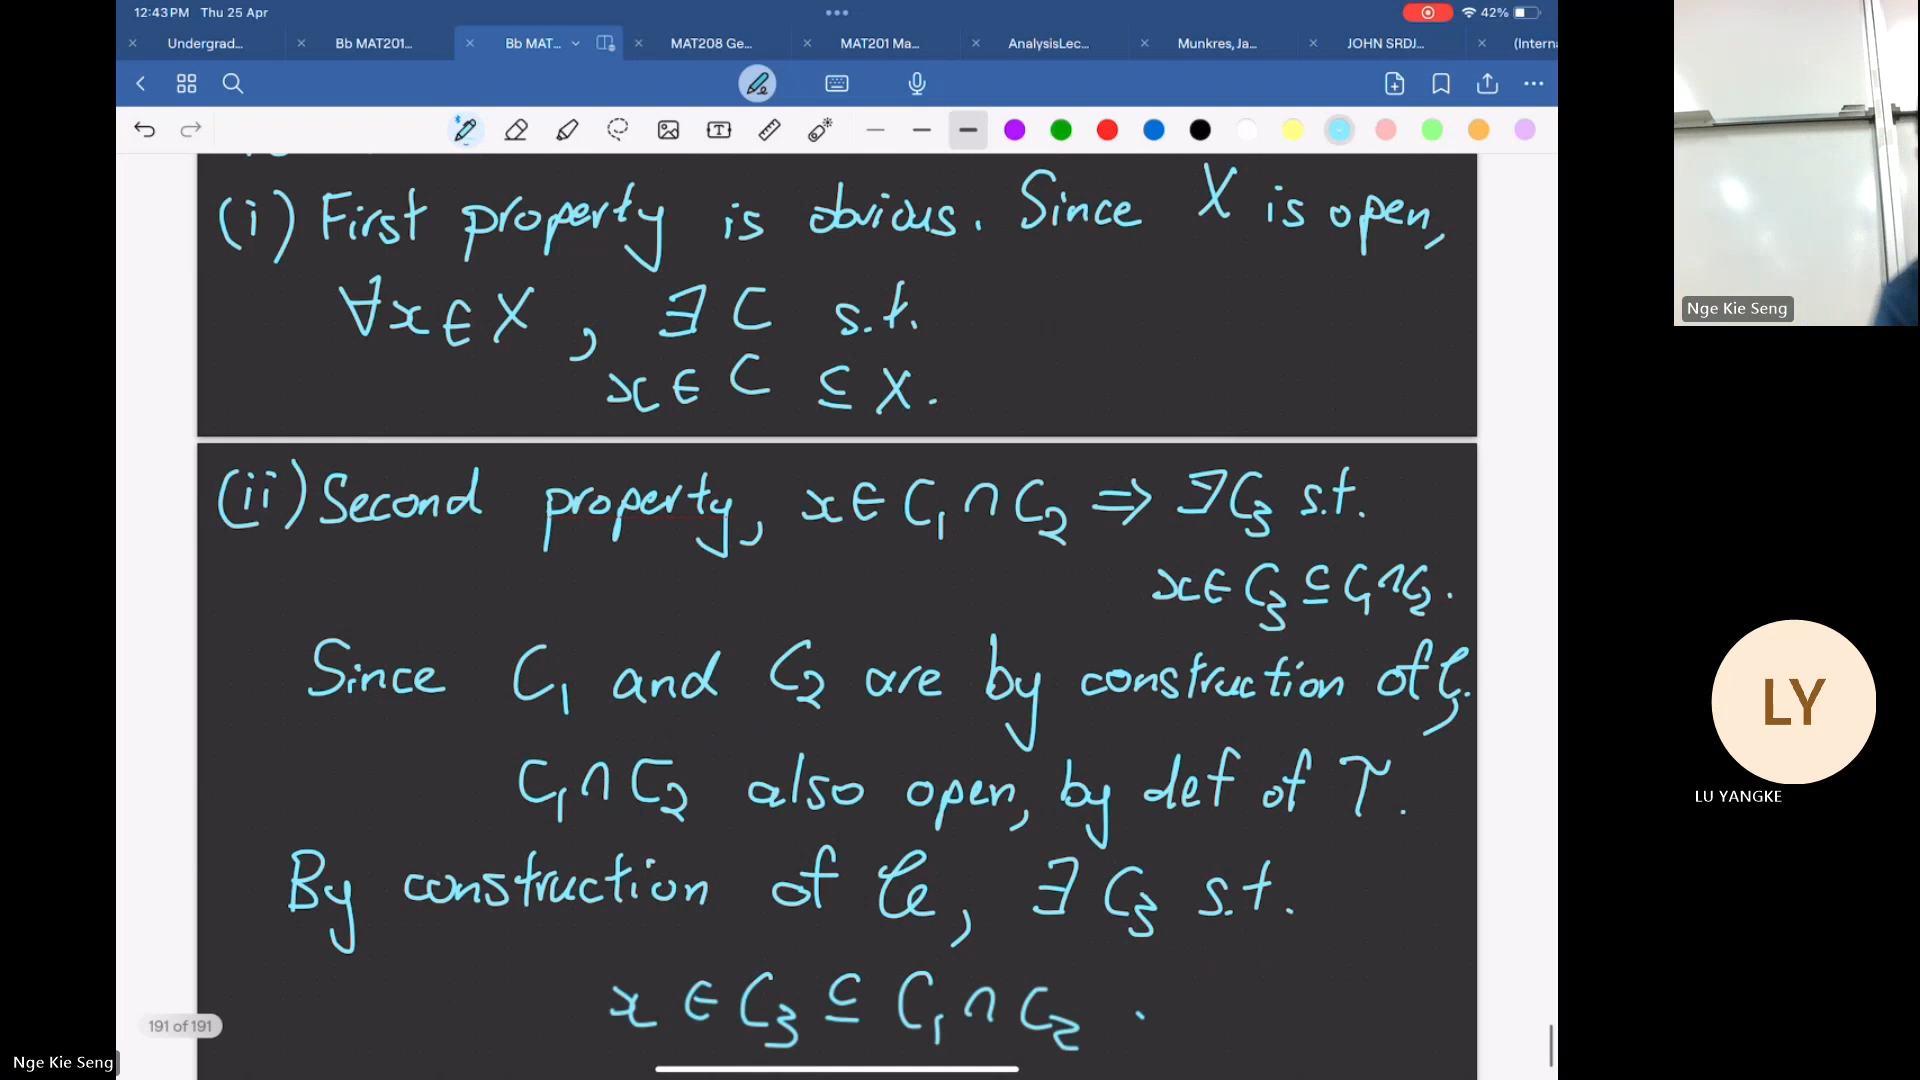 12:43 PM Thu 25 Apr
42%
Undergrad...
Bb MAT201...
Bb MAT...
MAT208 Ge...
MAT201 Ma...
AnalysisLec...
Munkres, Ja...
JOHN SRDJ...
(Intern
(i) First property is obvious. Since X is open,
∀x∈X, ∃ C s.t.
x∈ C ⊆ X.
(ii) Second property, x∈ C₁ ∩ C₂ ⇒ ∃C₃ s.t.
x∈ C₃ ⊆ C₁∩C₂.
Since C₁ and C₂ are by construction of 𝒞.
C₁∩C₂ also open, by def of 𝒯.
By construction of 𝒞, ∃ C₃ s.t.
x ∈ C₃ ⊆ C₁ ∩ C₂ .
191 of 191
Nge Kie Seng
Nge Kie Seng
LY
LU YANGKE